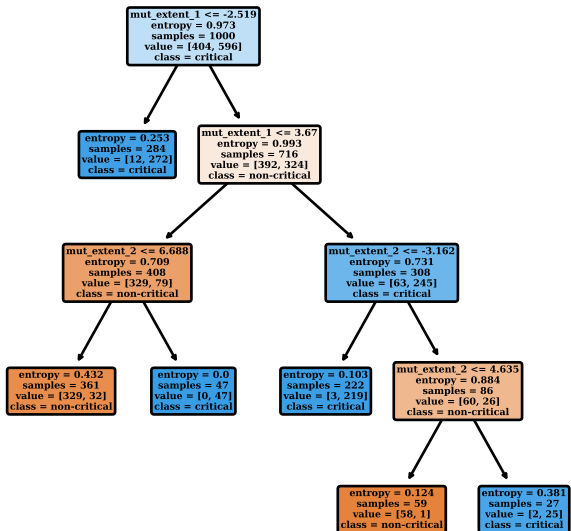 mut_extent_1 <= -2.519
entropy = 0.973
samples = 1000
value = [404, 596]
class = critical
entropy = 0.253
samples = 284
value = [12, 272]
class = critical
mut_extent_1 <= 3.67
entropy = 0.993
samples = 716
value = [392, 324]
class = non-critical
mut_extent_2 <= 6.688
entropy = 0.709
samples = 408
value = [329, 79]
class = non-critical
mut_extent_2 <= -3.162
entropy = 0.731
samples = 308
value = [63, 245]
class = critical
entropy = 0.432
samples = 361
value = [329, 32]
class = non-critical
entropy = 0.0
samples = 47
value = [0, 47]
class = critical
entropy = 0.103
samples = 222
value = [3, 219]
class = critical
mut_extent_2 <= 4.635
entropy = 0.884
samples = 86
value = [60, 26]
class = non-critical
entropy = 0.124
samples = 59
value = [58, 1]
class = non-critical
entropy = 0.381
samples = 27
value = [2, 25]
class = critical